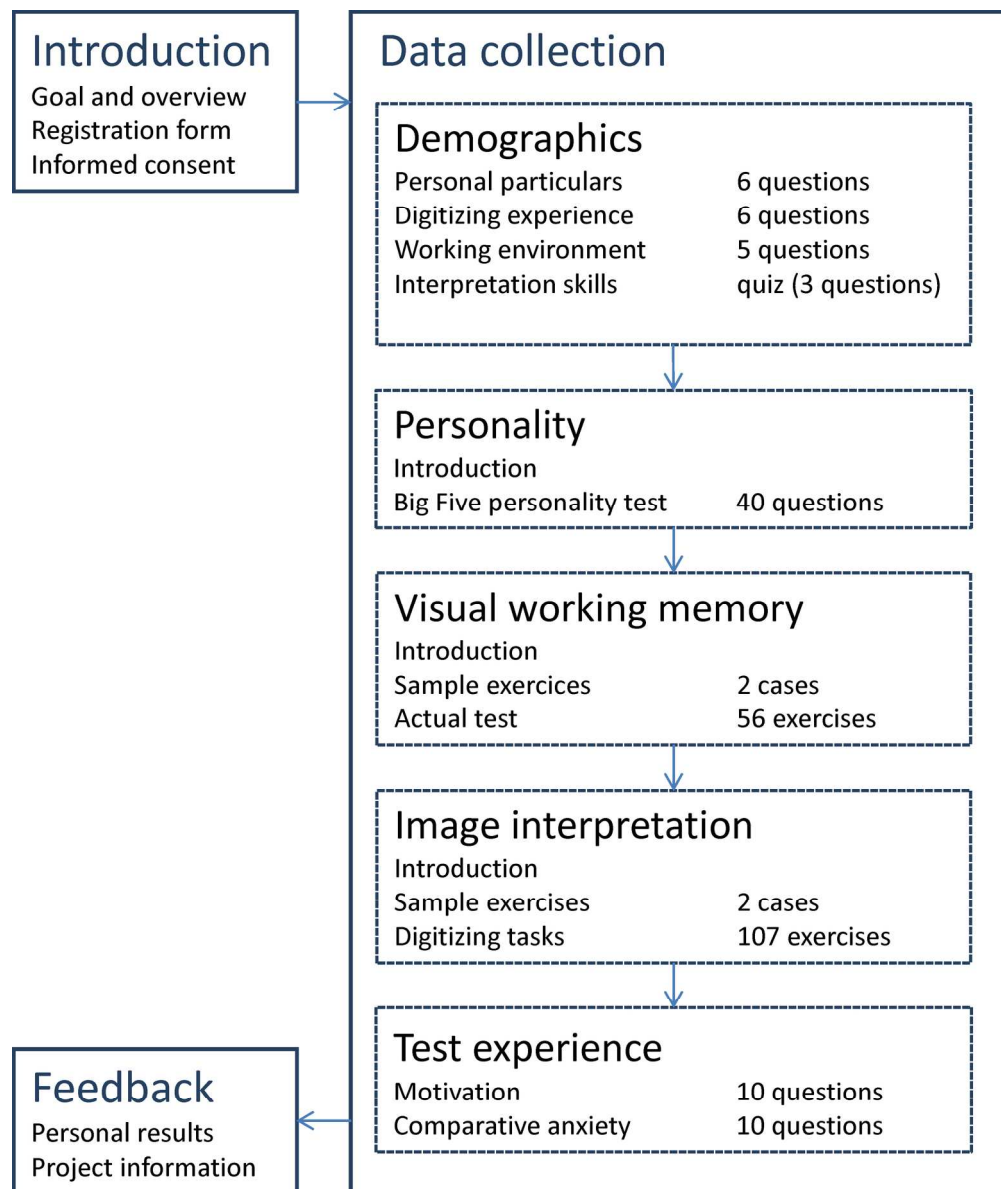 Introduction
Goal and overview
Registration form
Informed consent
Data collection
Demographics
Personal particulars 6 questions
Digitizing experience 6 questions
Working environment 5 questions
Interpretation skills quiz (3 questions)
Personality
Introduction
Big Five personality test 40 questions
Visual working memory
Introduction
Sample exercices 2 cases
Actual test 56 exercises
Image interpretation
Introduction
Sample exercises 2 cases
Digitizing tasks 107 exercises
Test experience
Motivation 10 questions
Comparative anxiety 10 questions
Feedback
Personal results
Project information